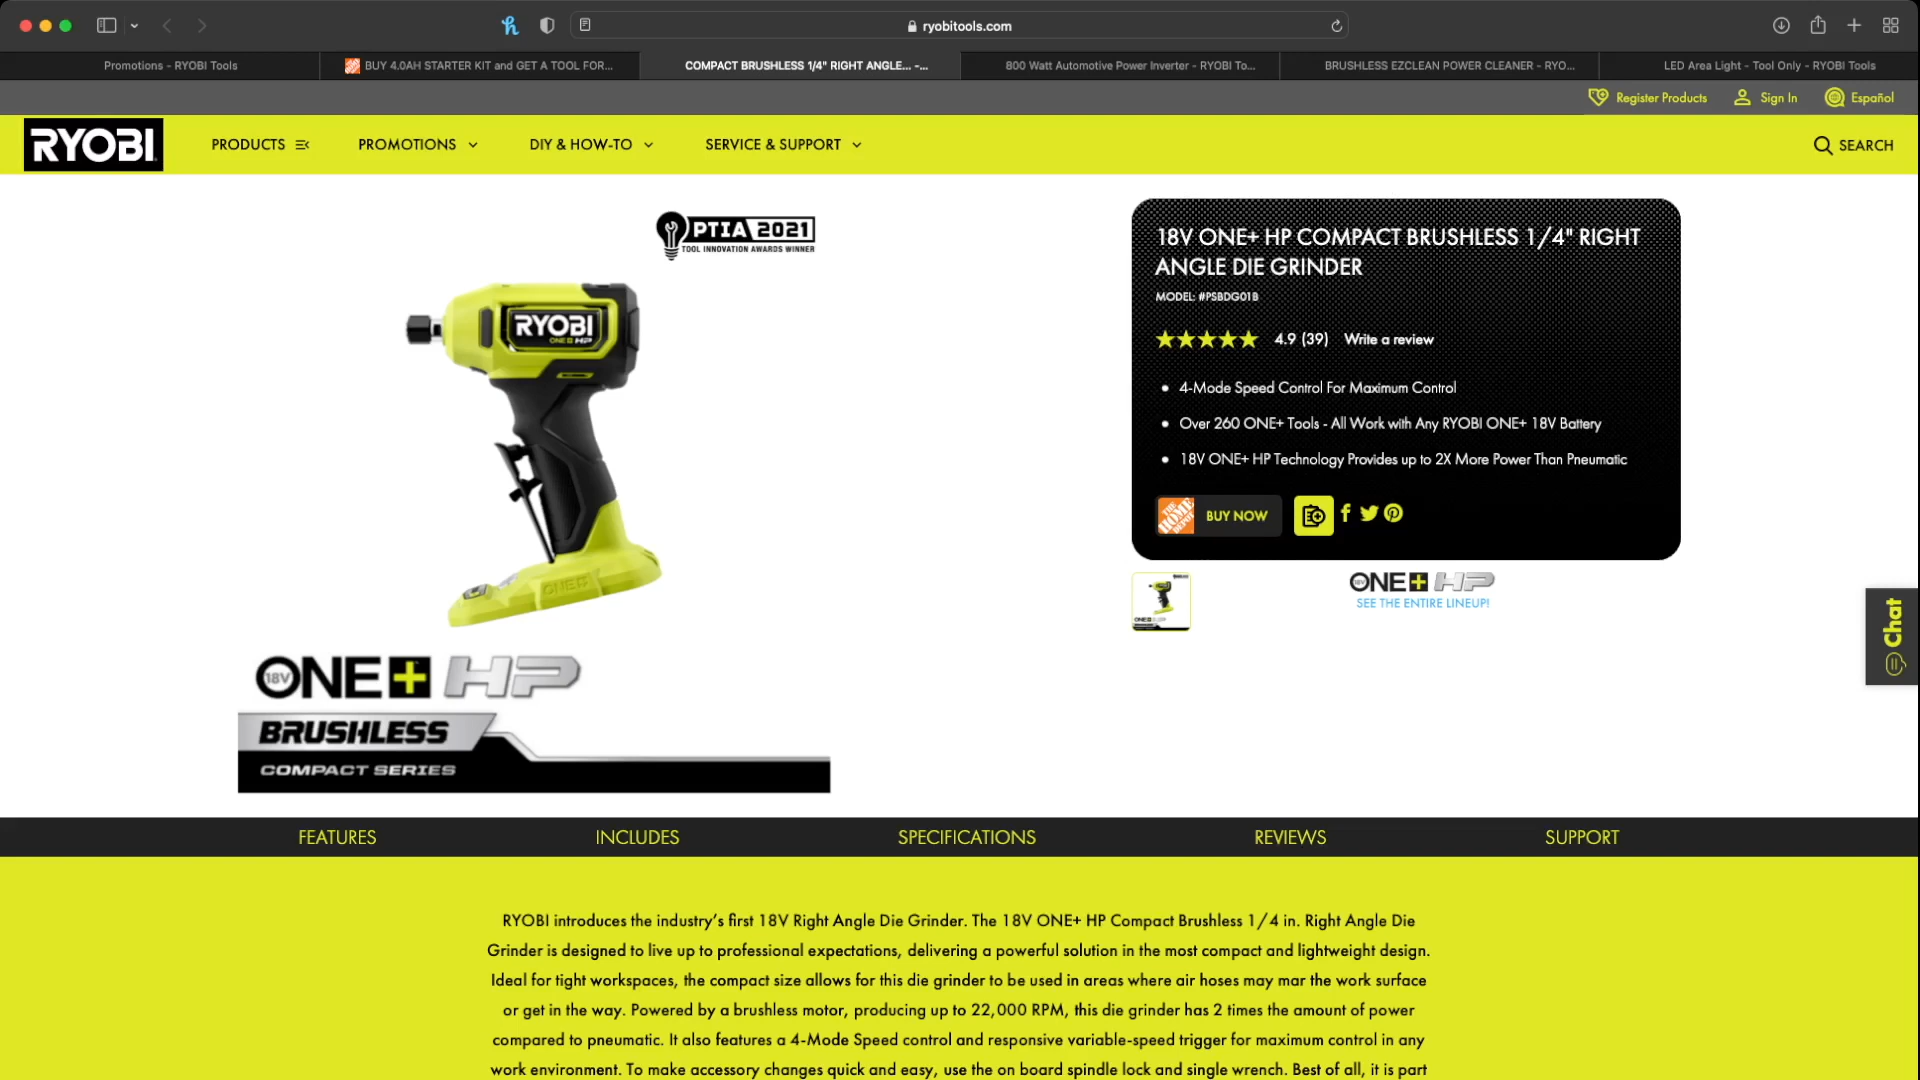 ryobitools.com
Promotions - RYOBI Tools
BUY 4.0AH STARTER KIT and GET A TOOL FOR...
COMPACT BRUSHLESS 1/4" RIGHT ANGLE... -...
800 Watt Automotive Power Inverter - RYOBI To...
BRUSHLESS EZCLEAN POWER CLEANER - RYO...
LED Area Light - Tool Only - RYOBI Tools
Register Products
Sign In
Español
RYOBI
PRODUCTS
PROMOTIONS
DIY & HOW-TO
SERVICE & SUPPORT
SEARCH
PTIA 2021
TOOL INNOVATION AWARDS WINNER
RYOBI
ONE+ HP
ONE+
18V ONE+ HP
BRUSHLESS
COMPACT SERIES
18V ONE+ HP COMPACT BRUSHLESS 1/4" RIGHT
ANGLE DIE GRINDER
MODEL: #PSBDG01B
4.9 (39) Write a review
• 4-Mode Speed Control For Maximum Control
• Over 260 ONE+ Tools - All Work with Any RYOBI ONE+ 18V Battery
• 18V ONE+ HP Technology Provides up to 2X More Power Than Pneumatic
THE HOME DEPOT
BUY NOW
18V ONE+ HP
SEE THE ENTIRE LINEUP!
Chat
FEATURES
INCLUDES
SPECIFICATIONS
REVIEWS
SUPPORT
RYOBI introduces the industry's first 18V Right Angle Die Grinder. The 18V ONE+ HP Compact Brushless 1/4 in. Right Angle Die
Grinder is designed to live up to professional expectations, delivering a powerful solution in the most compact and lightweight design.
Ideal for tight workspaces, the compact size allows for this die grinder to be used in areas where air hoses may mar the work surface
or get in the way. Powered by a brushless motor, producing up to 22,000 RPM, this die grinder has 2 times the amount of power
compared to pneumatic. It also features a 4-Mode Speed control and responsive variable-speed trigger for maximum control in any
work environment. To make accessory changes quick and easy, use the on board spindle lock and single wrench. Best of all, it is part